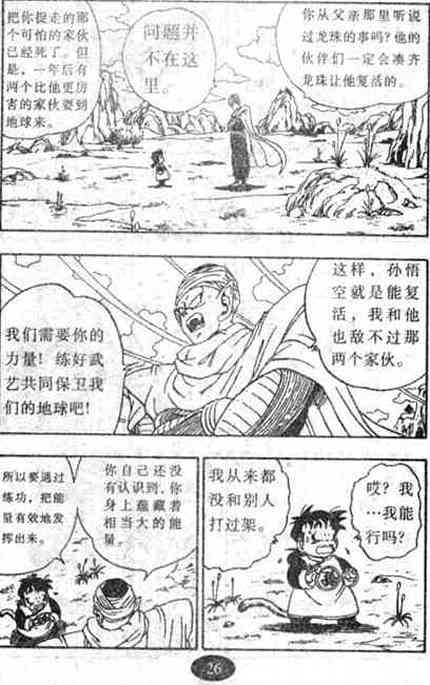 你从父亲那里听说
过龙珠的事吗？他的
伙伴们一定会凑齐
龙珠让他复活的。
问题并
不在这
里。
把你捉走的那
个可怕的家伙
已经死了。但
是，一年后有
两个比他更厉
害的家伙要到
地球来。
这样，孙悟
空就是能复
活，我和他
也敌不过那
两个家伙。
我们需要你的
力量！练好武
艺共同保卫我
们的地球吧！
哎？我
…我能
行吗？
我从来都
没和别人
打过架。
你自己还没
有认识到，你
身上蕴藏着
相当大的能
量。
所以要通过
练功，把能
量有效地发
挥出来。
26